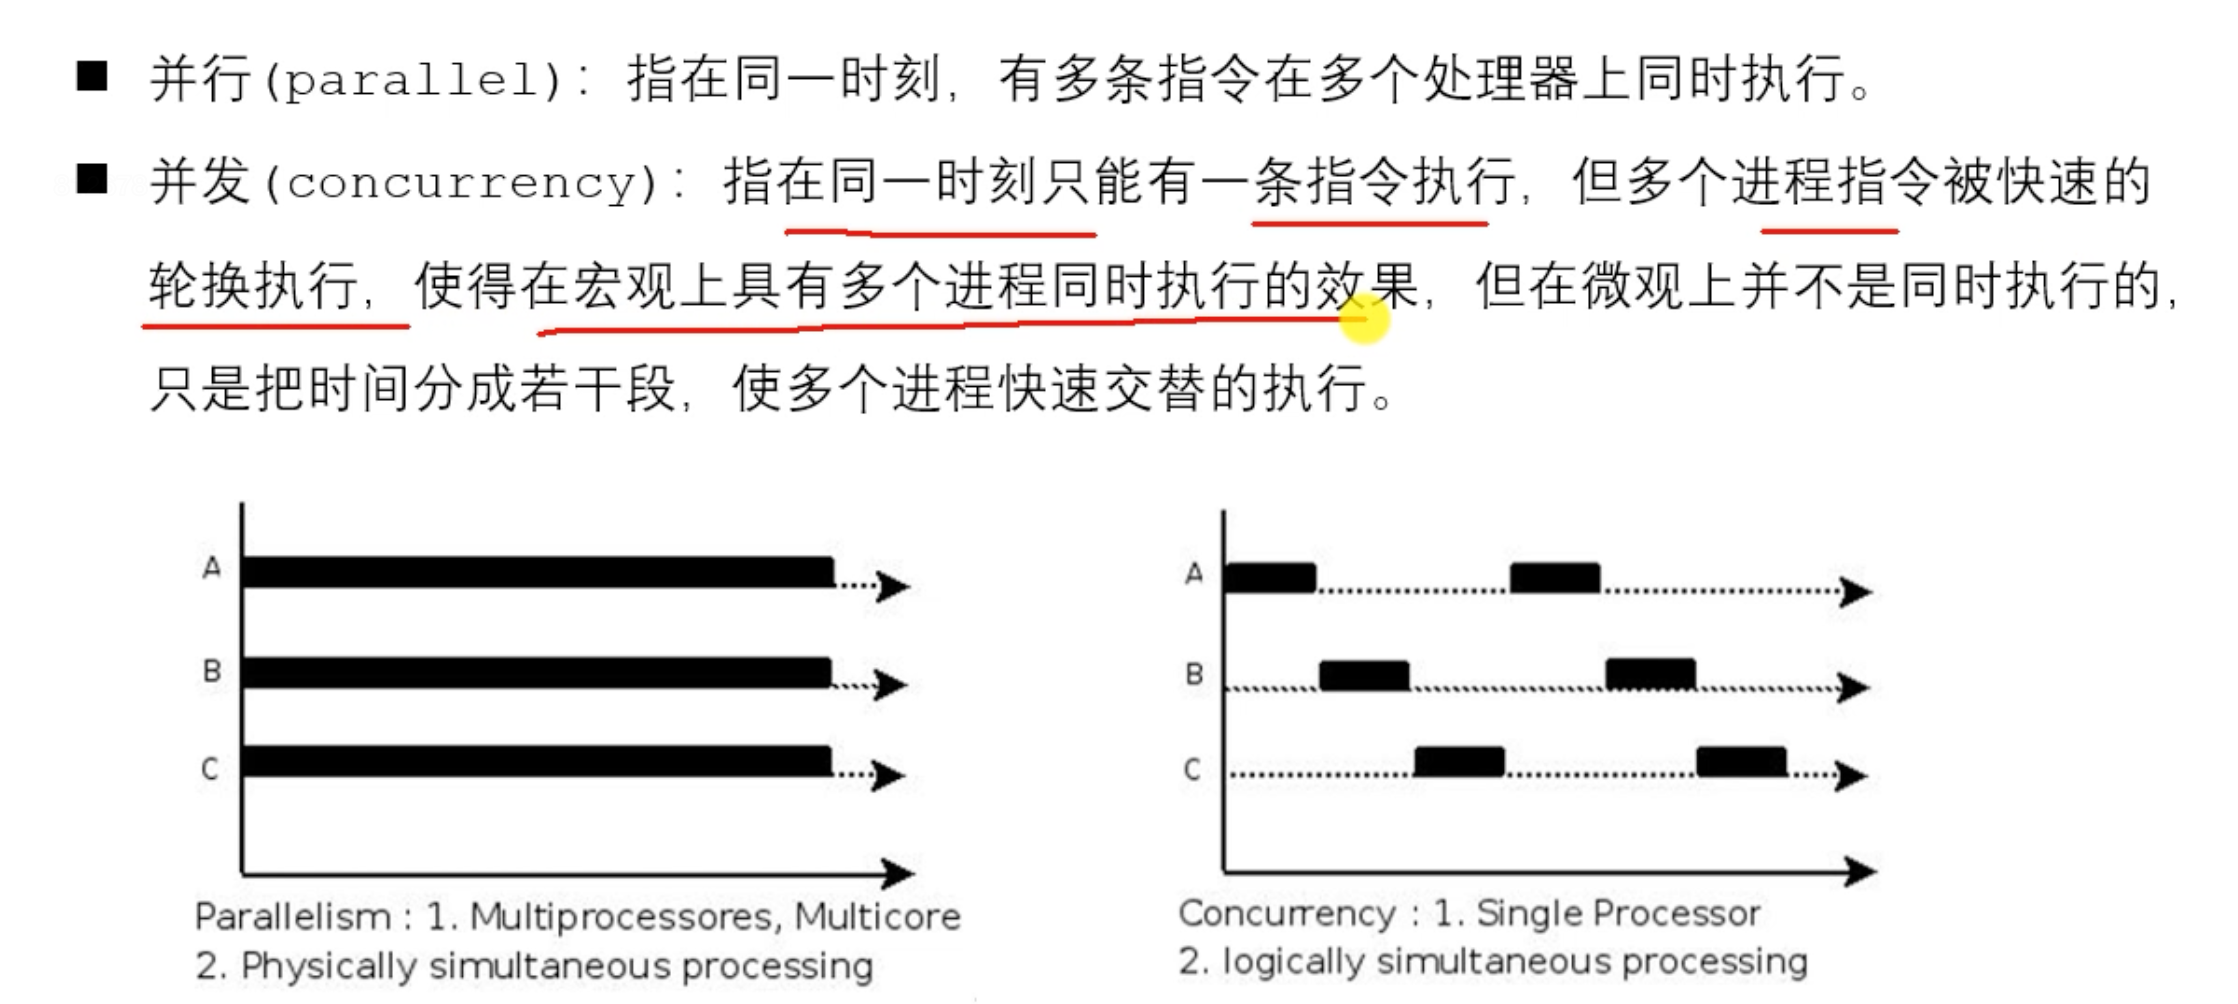 ■ 并行(parallel)：指在同一时刻，有多条指令在多个处理器上同时执行。
■ 并发(concurrency)：指在同一时刻只能有一条指令执行，但多个进程指令被快速的
轮换执行，使得在宏观上具有多个进程同时执行的效果，但在微观上并不是同时执行的，
只是把时间分成若干段，使多个进程快速交替的执行。
A
B
C
Parallelism : 1. Multiprocessores, Multicore
2. Physically simultaneous processing
A
B
C
Concurrency : 1. Single Processor
2. logically simultaneous processing